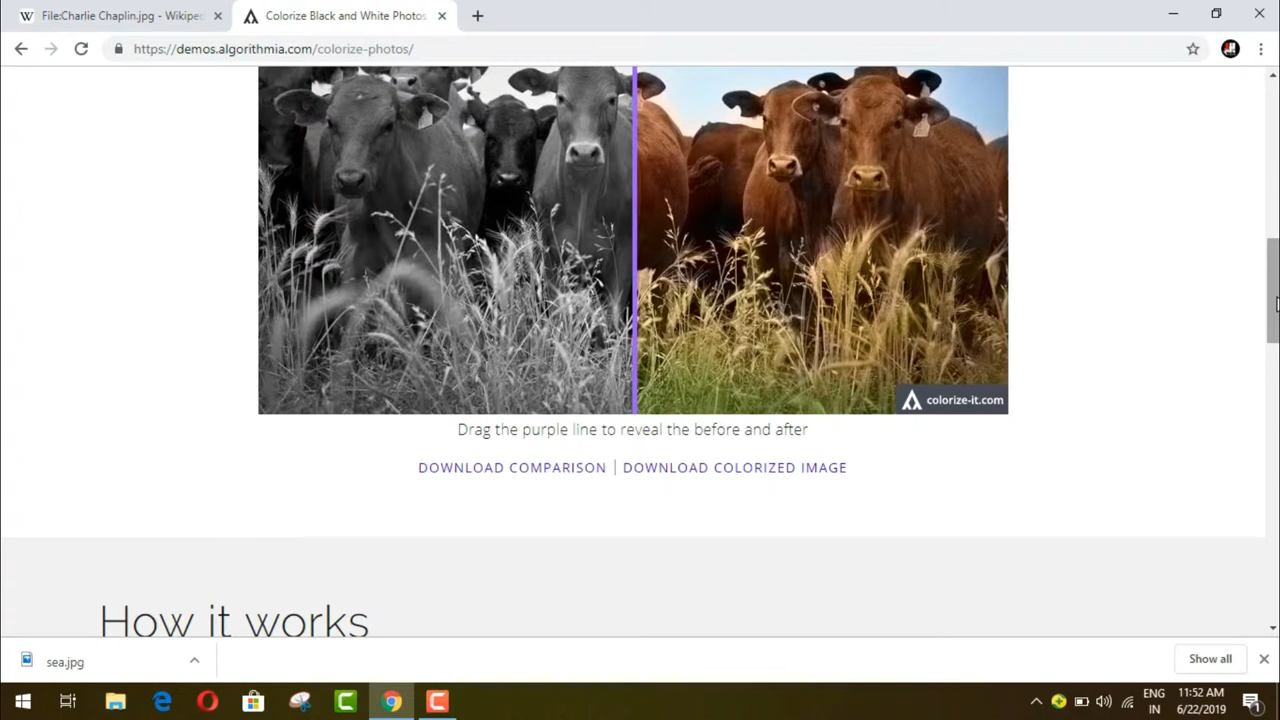 File:Charlie Chaplin.jpg - Wikiped
Colorize Black and White Photos
https://demos.algorithmia.com/colorize-photos/
colorize-it.com
Drag the purple line to reveal the before and after
DOWNLOAD COMPARISON | DOWNLOAD COLORIZED IMAGE
How it works
sea.jpg
Show all
ENG
IN
11:52 AM
6/22/2019
1